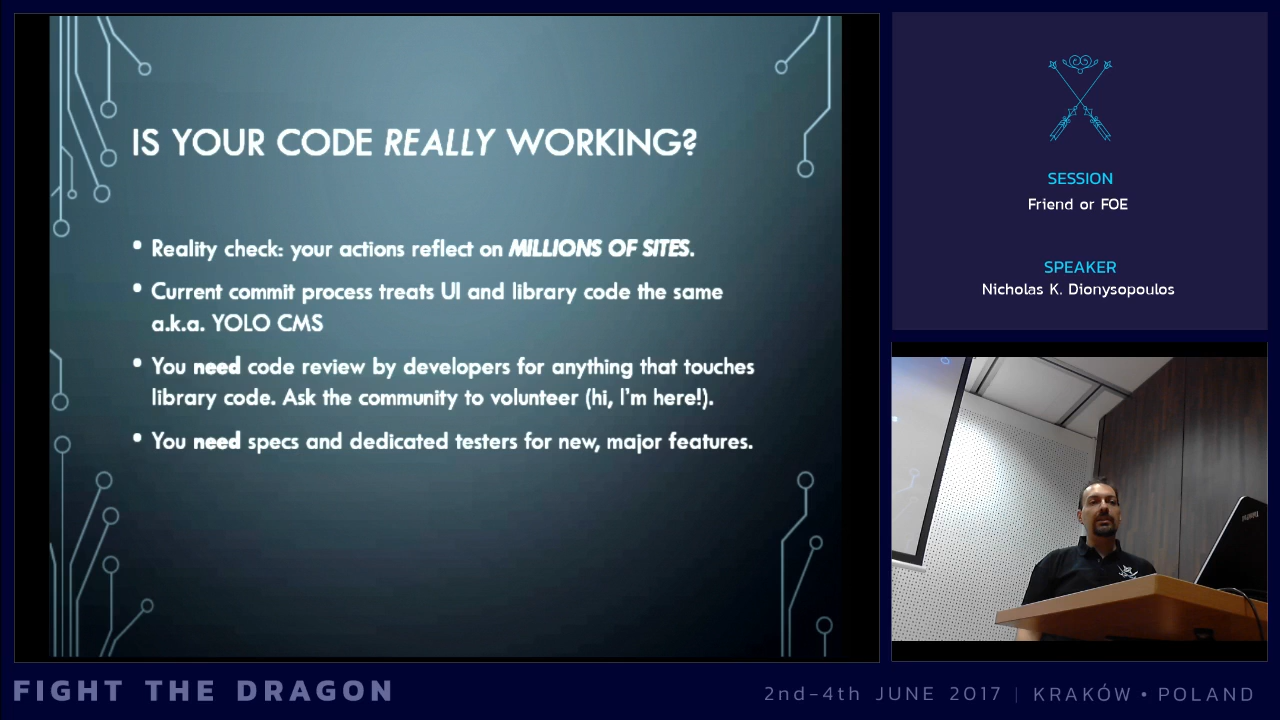 IS YOUR CODE REALLY WORKING?
• Reality check: your actions reflect on MILLIONS OF SITES.
• Current commit process treats UI and library code the same
a.k.a. YOLO CMS
• You need code review by developers for anything that touches
library code. Ask the community to volunteer (hi, I'm here!).
• You need specs and dedicated testers for new, major features.
SESSION
Friend or FOE
SPEAKER
Nicholas K. Dionysopoulos
FIGHT THE DRAGON
2nd-4th JUNE 2017 | KRAKÓW • POLAND